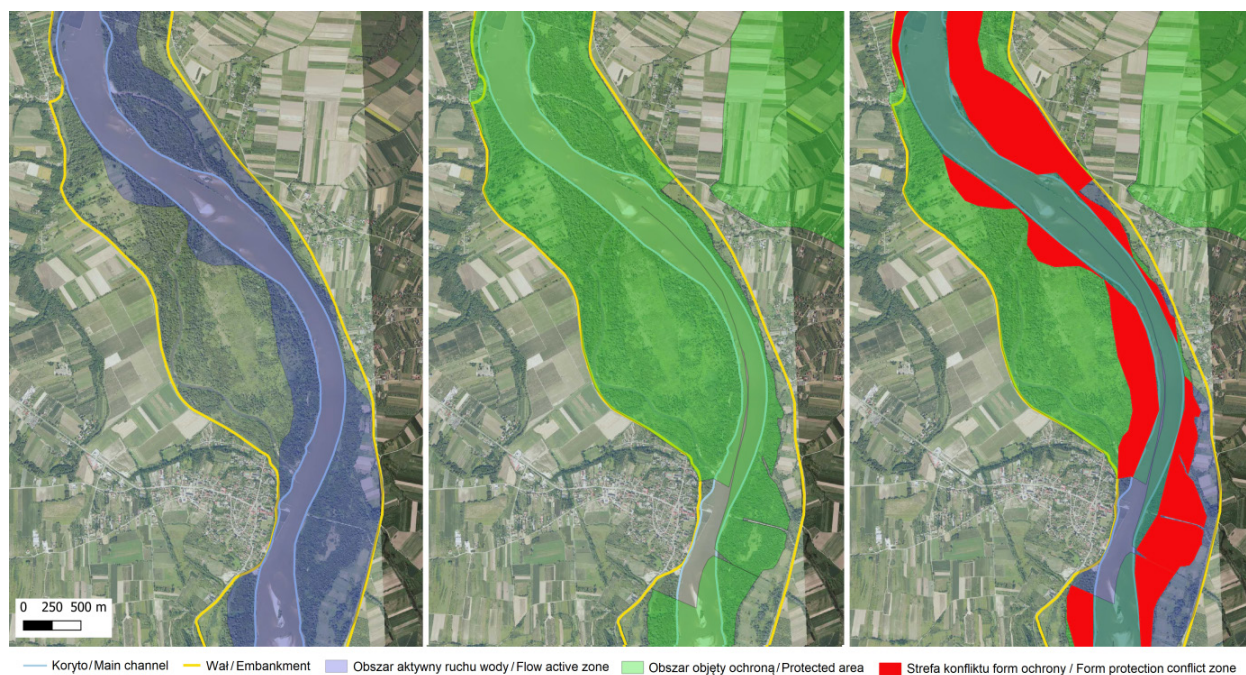 0 250 500 m
Koryto/Main channel Wał/Embankment Obszar aktywny ruchu wody/Flow active zone Obszar objęty ochroną/Protected area Strefa konfliktu form ochrony / Form protection conflict zone